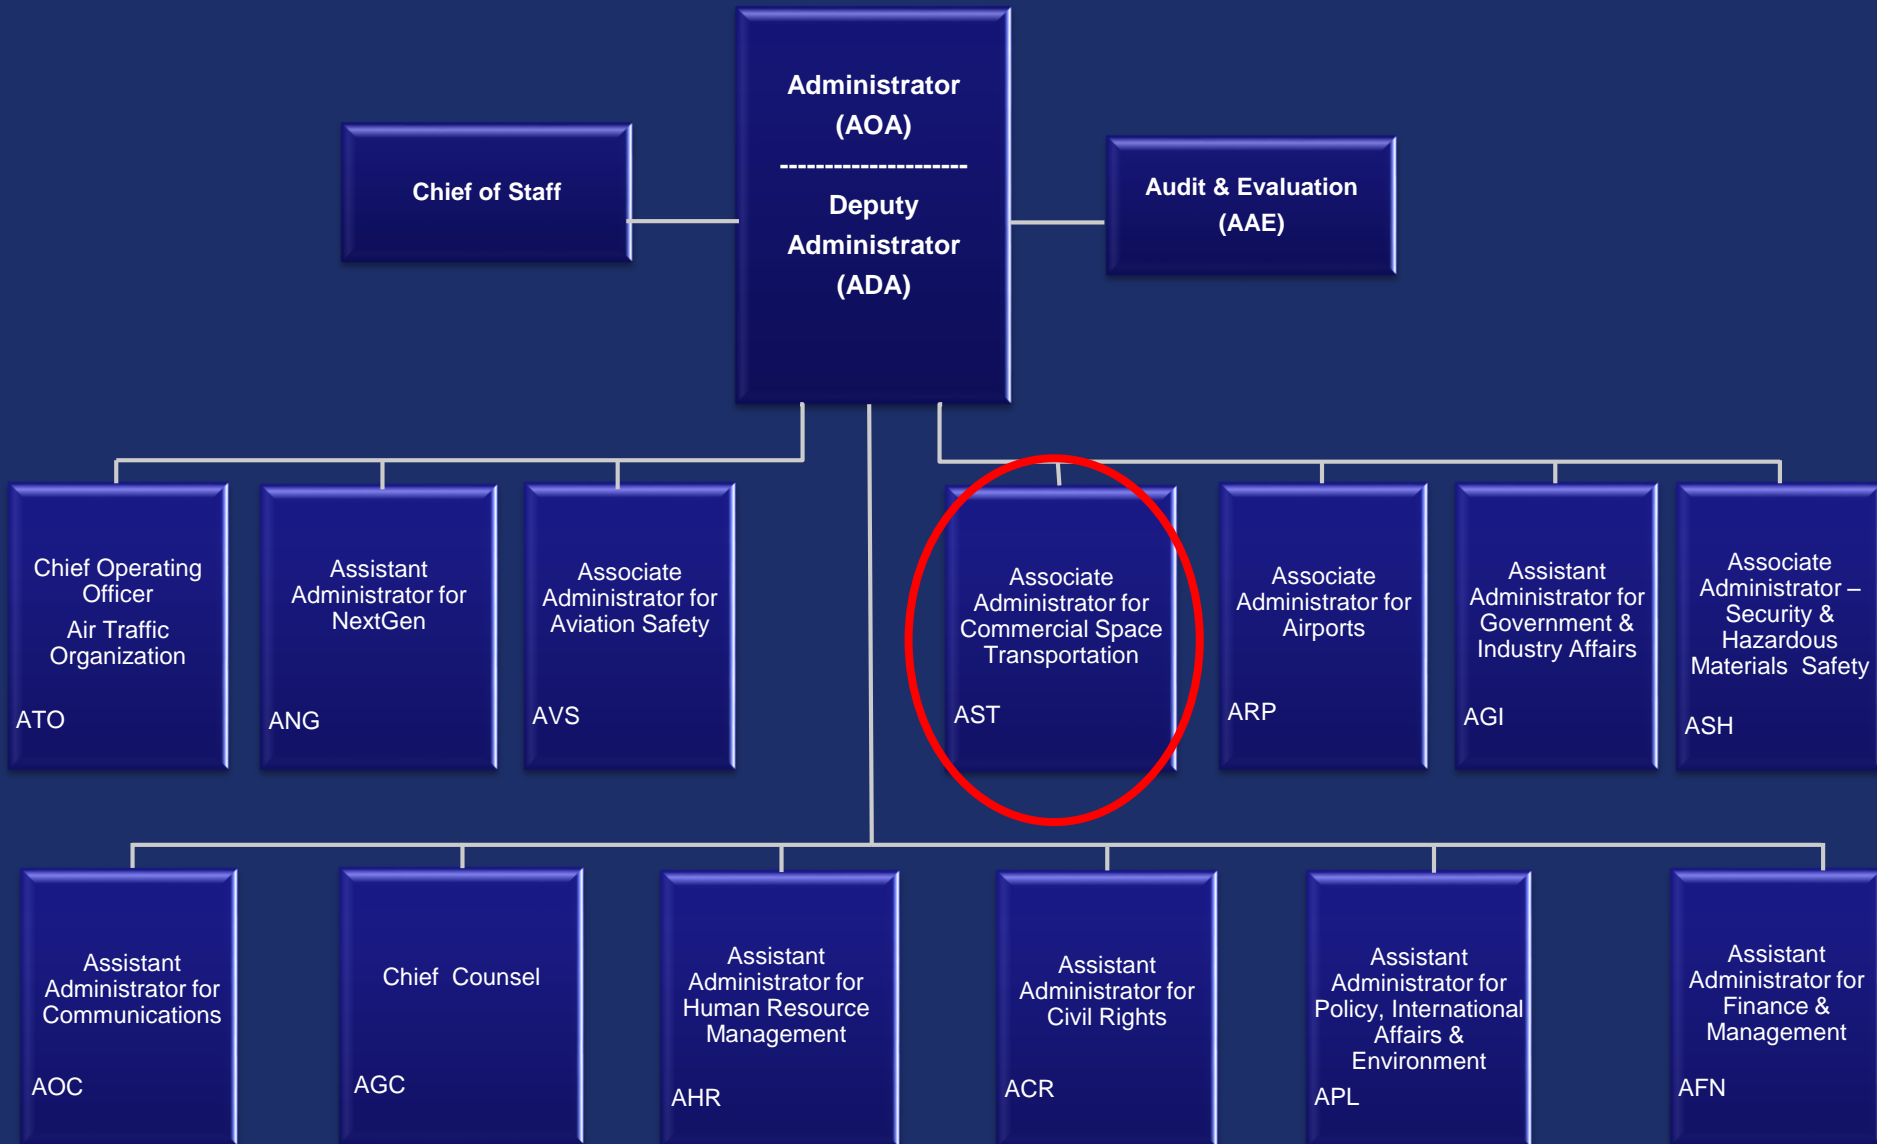 Administrator
(AOA)
---------------------
Deputy
Administrator
(ADA)
Chief of Staff
Audit & Evaluation
(AAE)
Chief Operating
Officer
Air Traffic
Organization
ATO
Assistant
Administrator for
NextGen
ANG
Associate
Administrator for
Aviation Safety
AVS
Associate
Administrator for
Commercial Space
Transportation
AST
Associate
Administrator for
Airports
ARP
Assistant
Administrator for
Government &
Industry Affairs
AGI
Associate
Administrator –
Security &
Hazardous
Materials  Safety
ASH
Assistant
Administrator for
Communications
AOC
Chief  Counsel
AGC
Assistant
Administrator for
Human Resource
Management
AHR
Assistant
Administrator for
Civil Rights
ACR
Assistant
Administrator for
Policy, International
Affairs &
Environment
APL
Assistant
Administrator for
Finance &
Management
AFN